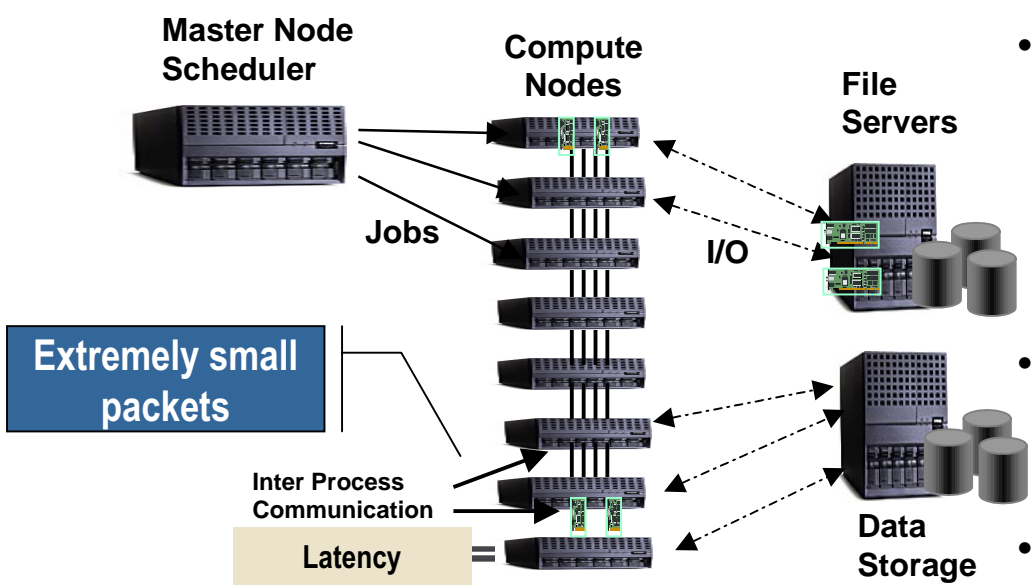 Master Node
Scheduler
Compute
Nodes
File
Servers
Jobs
I/O
Extremely small
packets
Inter Process
Communication
Latency
=
Data
Storage
•
•
•